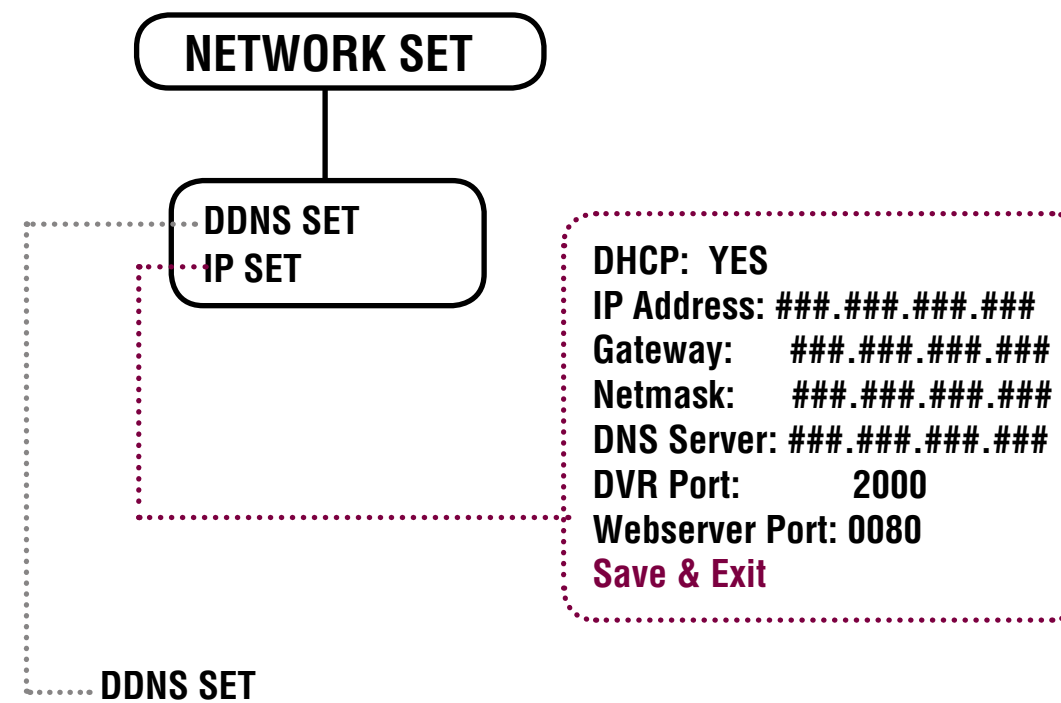 NETWORK SET
DDNS SET
IP SET
DHCP: YES
IP Address: ###.###.###.###
Gateway: ###.###.###.###
Netmask: ###.###.###.###
DNS Server: ###.###.###.###
DVR Port: 2000
Webserver Port: 0080
Save & Exit
DDNS SET